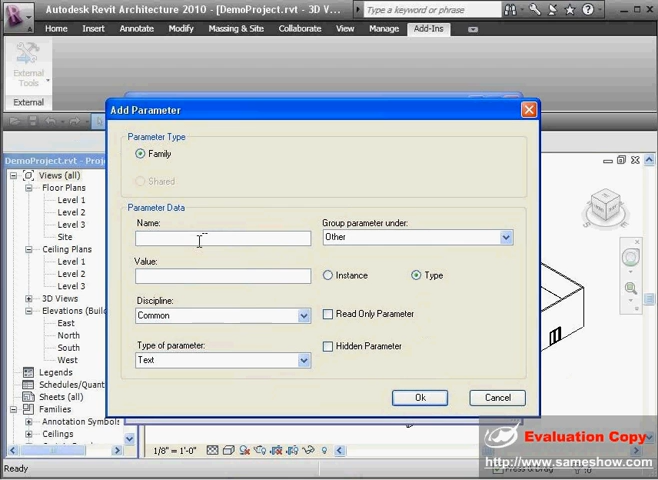 Autodesk Revit Architecture 2010 - [DemoProject.rvt - 3D V...
Type a keyword or phrase
Home Insert Annotate Modify Massing & Site Collaborate View Manage Add-Ins
External
Tools
External
Add Parameter
Parameter Type
Family
Shared
DemoProject.rvt - Proj
Views (all)
Floor Plans
Level 1
Level 2
Level 3
Site
Ceiling Plans
Level 1
Level 2
Level 3
3D Views
Elevations (Build
East
North
South
West
Legends
Schedules/Quant
Sheets (all)
Families
Annotation Symbol
Ceilings
Parameter Data
Name:
Group parameter under:
Other
Value:
Instance
Type
Discipline:
Common
Read Only Parameter
Type of parameter:
Text
Hidden Parameter
Ok
Cancel
1/8" = 1'-0"
Ready
Press & Drag
Evaluation Copy
http://www.sameshow.com